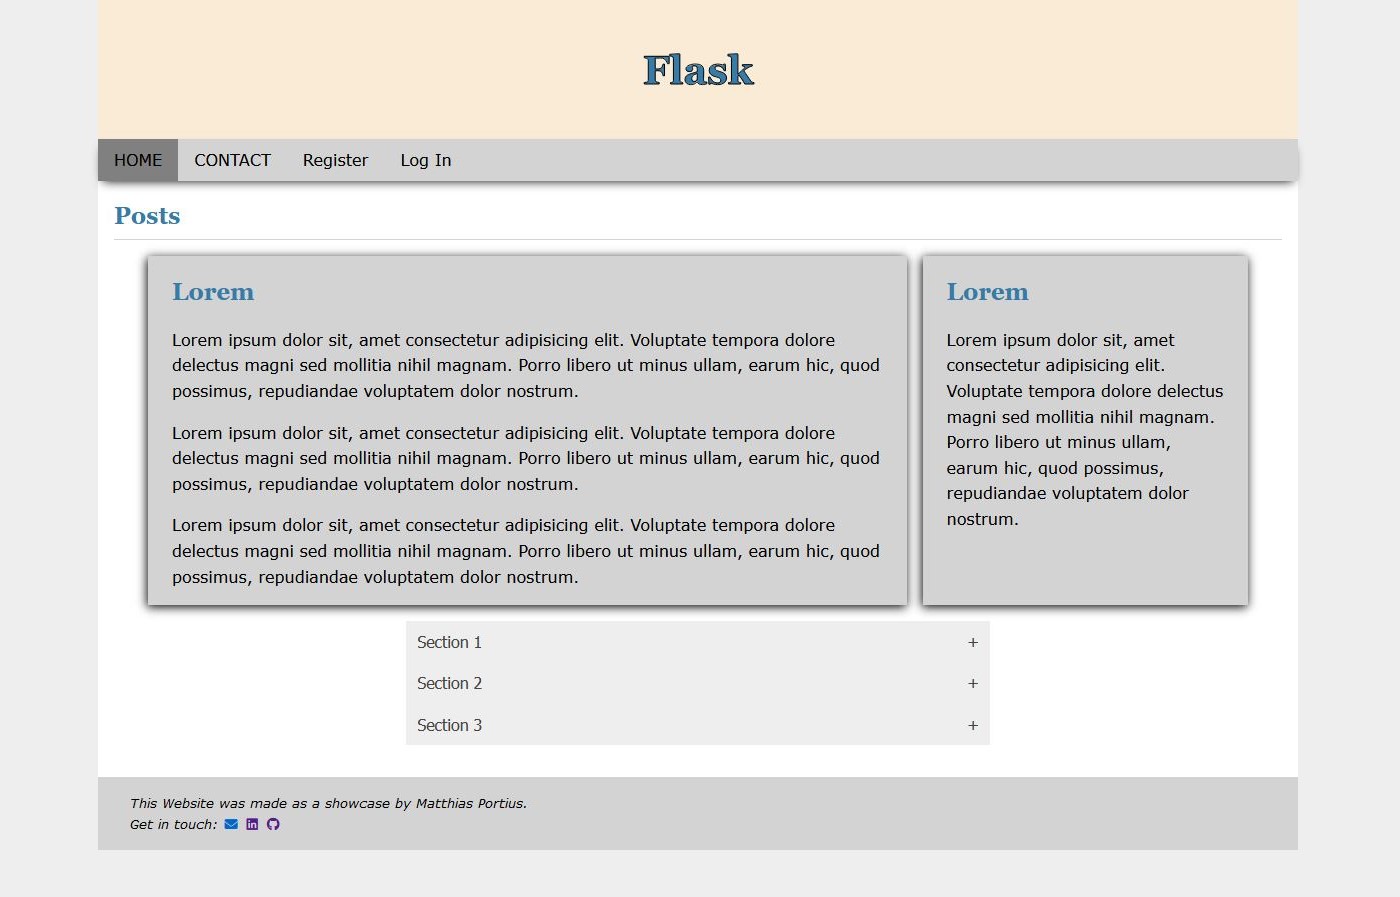 Flask
HOME CONTACT Register Log In
Posts
Lorem
Lorem ipsum dolor sit, amet consectetur adipisicing elit. Voluptate tempora dolore
delectus magni sed mollitia nihil magnam. Porro libero ut minus ullam, earum hic, quod
possimus, repudiandae voluptatem dolor nostrum.
Lorem ipsum dolor sit, amet consectetur adipisicing elit. Voluptate tempora dolore
delectus magni sed mollitia nihil magnam. Porro libero ut minus ullam, earum hic, quod
possimus, repudiandae voluptatem dolor nostrum.
Lorem ipsum dolor sit, amet consectetur adipisicing elit. Voluptate tempora dolore
delectus magni sed mollitia nihil magnam. Porro libero ut minus ullam, earum hic, quod
possimus, repudiandae voluptatem dolor nostrum.
Lorem
Lorem ipsum dolor sit, amet
consectetur adipisicing elit.
Voluptate tempora dolore delectus
magni sed mollitia nihil magnam.
Porro libero ut minus ullam,
earum hic, quod possimus,
repudiandae voluptatem dolor
nostrum.
Section 1 +
Section 2 +
Section 3 +
This Website was made as a showcase by Matthias Portius.
Get in touch: